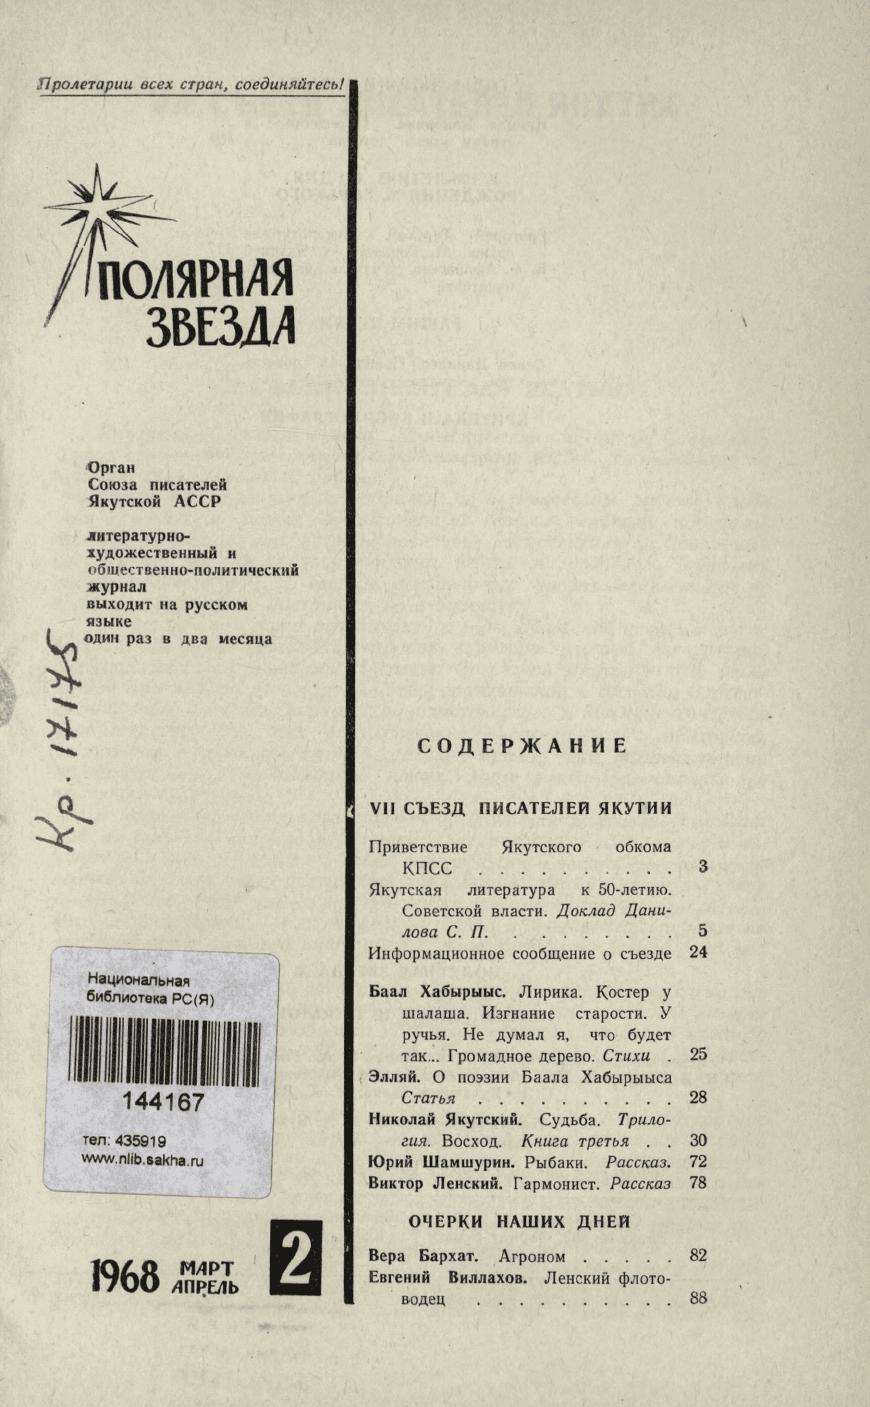 Пролетарии всех стран, соединяйтесь!
ПОЛЯРНАЯ
ЗВЕЗДА
Орган
Союза писателей
Якутской АССР
литературно-
художественный и
общественно-политический
журнал
выходит на русском
языке
один раз в два месяца
Кр. 17175
Национальная
библиотека РС(Я)
144167
тел: 435919
www.nlib.sakha.ru
1968 МАРТ
АПРЕЛЬ
2
СОДЕРЖАНИЕ
VII СЪЕЗД ПИСАТЕЛЕЙ ЯКУТИИ
Приветствие Якутского обкома
КПСС . . . . . . . . . . 3
Якутская литература к 50-летию.
Советской власти. Доклад Дани-
лова С. П. . . . . . . . . 5
Информационное сообщение о съезде 24
Баал Хабырыыс. Лирика. Костер у
шалаша. Изгнание старости. У
ручья. Не думал я, что будет
так... Громадное дерево. Стихи . 25
Элляй. О поэзии Баала Хабырыыса
Статья . . . . . . . . . . 28
Николай Якутский. Судьба. Трило-
гия. Восход. Книга третья . . 30
Юрий Шамшурин. Рыбаки. Рассказ. 72
Виктор Ленский. Гармонист. Рассказ 78
ОЧЕРКИ НАШИХ ДНЕЙ
Вера Бархат. Агроном . . . . . 82
Евгений Виллахов. Ленский флото-
водец . . . . . . . . . . 88